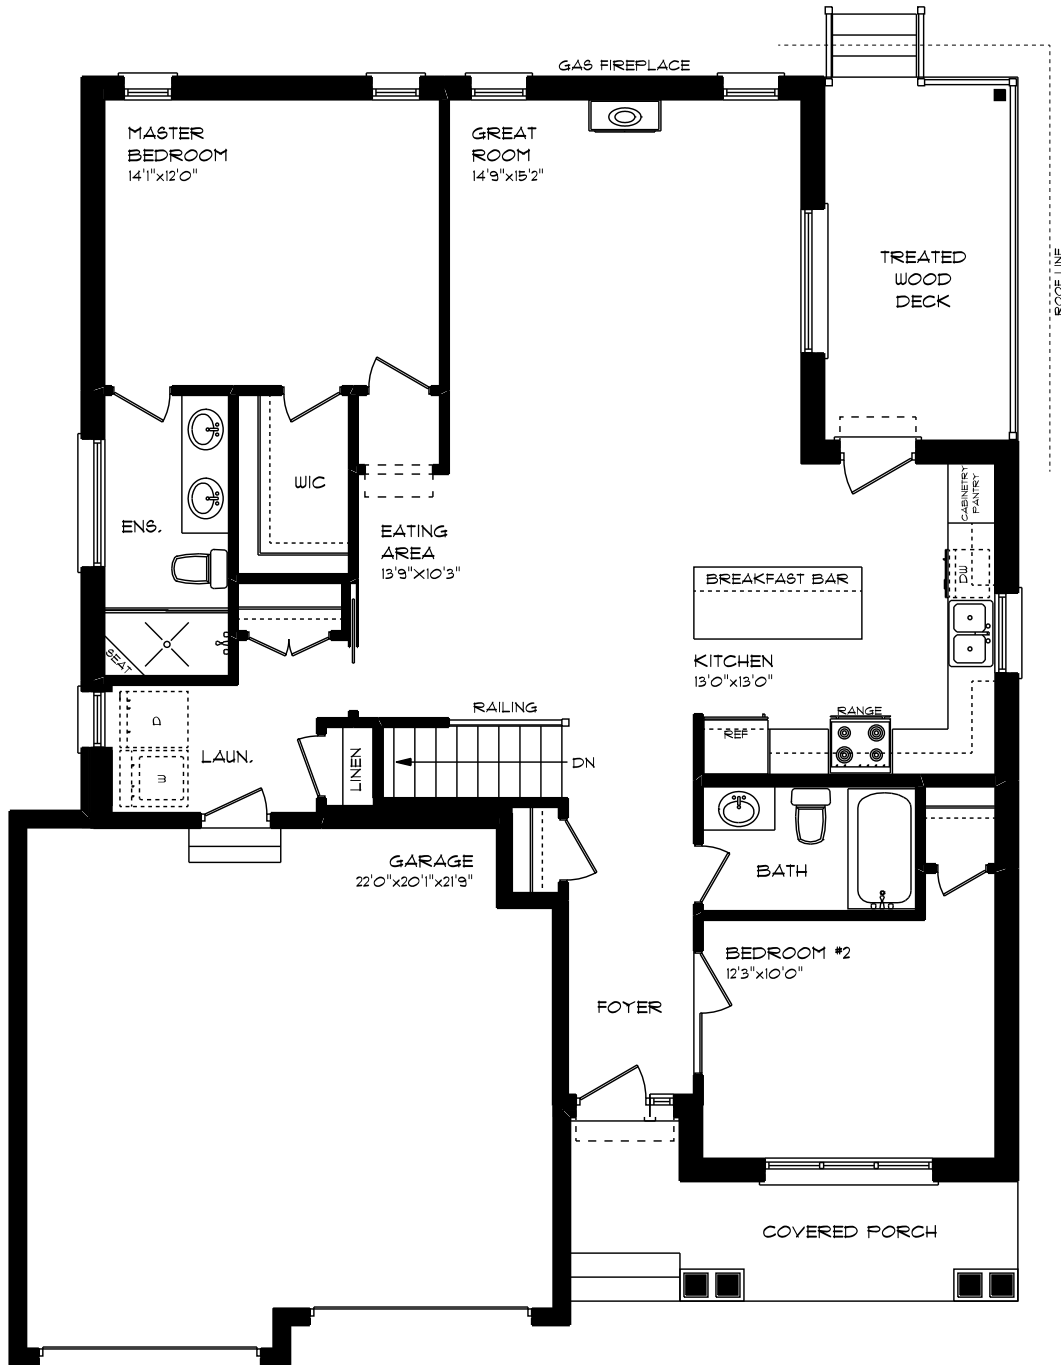 GAS FIREPLACE
MASTER
BEDROOM
14'1"x12'0"
GREAT
ROOM
14'9"x15'2"
TREATED
WOOD
DECK
ROOF LINE
WIC
ENS.
EATING
AREA
13'9"x10'3"
CABINETRY
PANTRY
BREAKFAST BAR
DW
SEAT
KITCHEN
13'0"x13'0"
RAILING
RANGE
REF
D
LAUN.
LINEN
DN
W
GARAGE
22'0"x20'1"x21'9"
BATH
BEDROOM #2
12'3"x10'0"
FOYER
COVERED PORCH